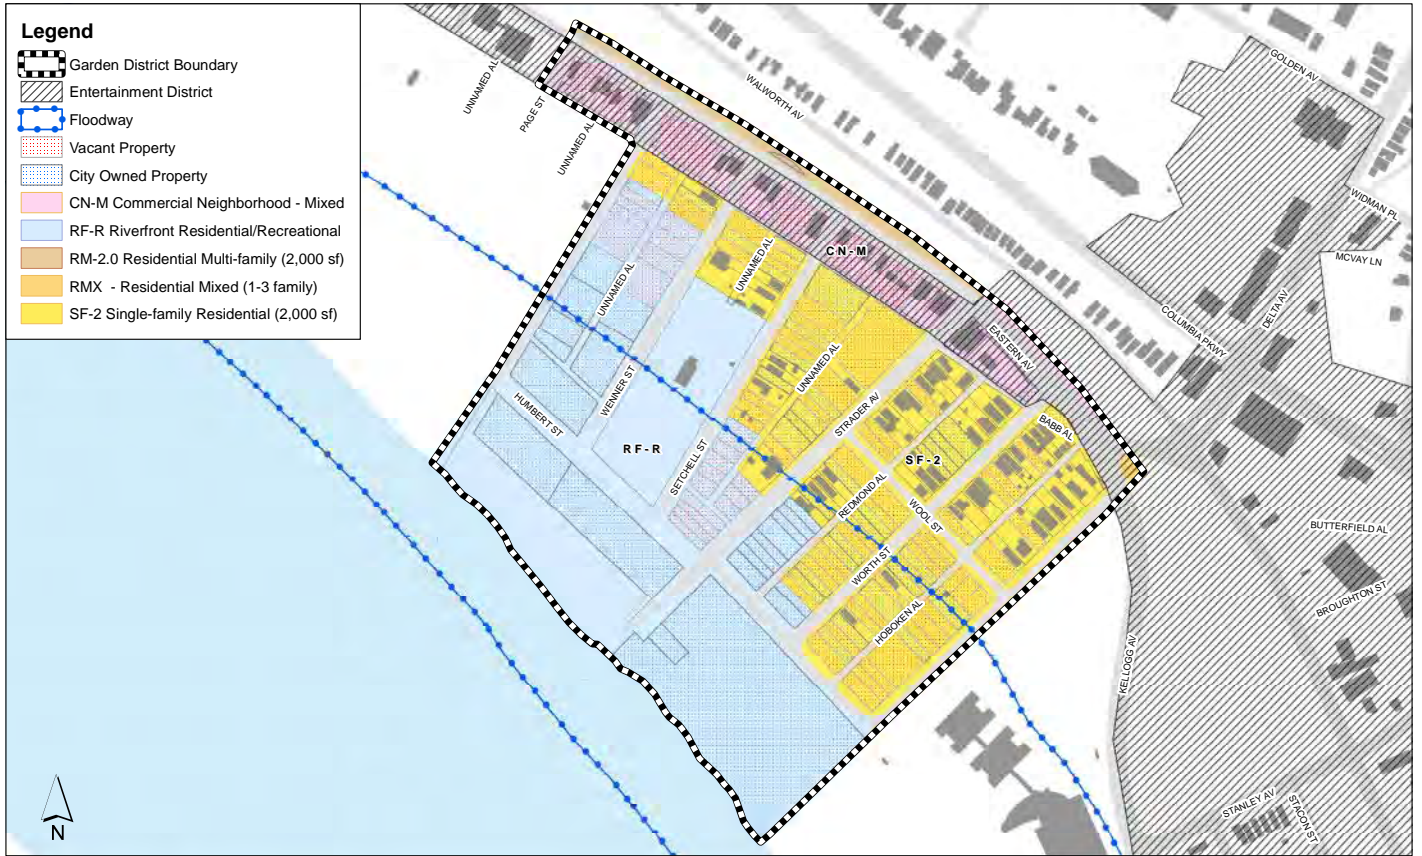 Legend
Garden District Boundary
Entertainment District
Floodway
Vacant Property
City Owned Property
CN-M Commercial Neighborhood - Mixed
RF-R Riverfront Residential/Recreational
RM-2.0 Residential Multi-family (2,000 sf)
RMX - Residential Mixed (1-3 family)
SF-2 Single-family Residential (2,000 sf)
UNNAMED AL
PAGE ST
UNNAMED AL
WALWORTH AV
GOLDEN AV
WIDMAN PL
MCVAY LN
DELTA AV
COLUMBIA PKWY
CN-M
UNNAMED AL
UNNAMED AL
EASTERN AV
UNNAMED AL
WENNER ST
HUMBERT ST
STRADER AV
BABB AL
RF-R
SETCHELL ST
SF-2
REDMOND AL
WOOL ST
WORTH ST
HOBOKEN AL
BUTTERFIELD AL
BROUGHTON ST
KELLOGG AV
STANLEY AV
STACON ST
N